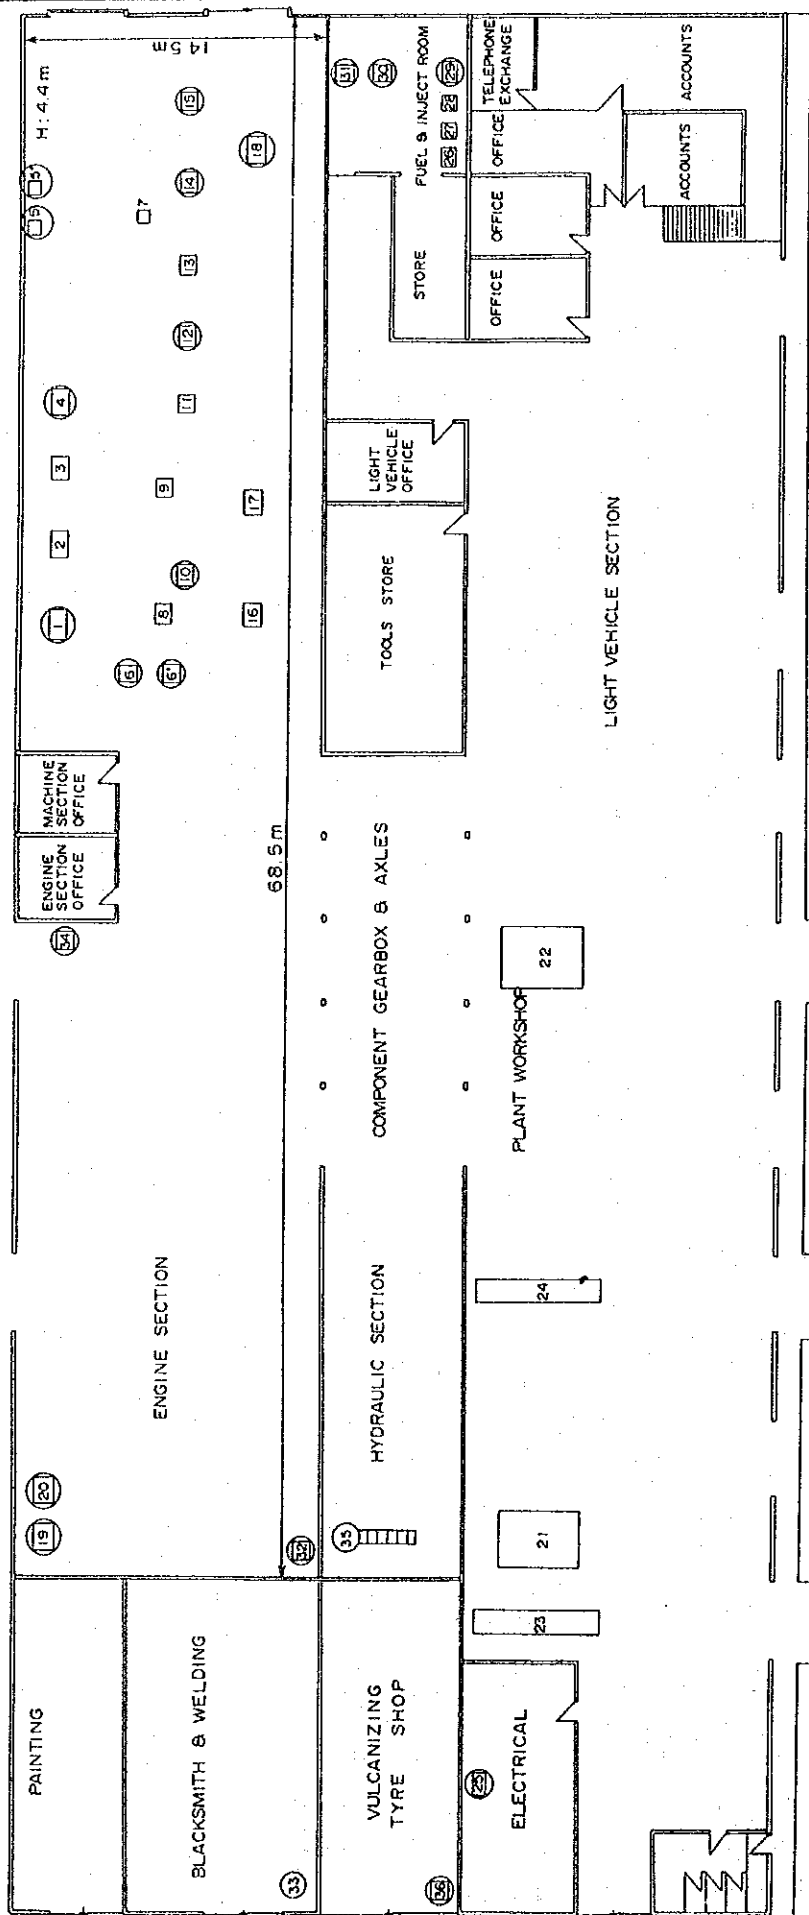 PAINTING
BLACKSMITH & WELDING
33
VULCANIZING
TYRE SHOP
36
ELECTRICAL
25
23
21
24
22
19
20
32
35
ENGINE SECTION
HYDRAULIC SECTION
COMPONENT GEARBOX & AXLES
PLANT WORKSHOP
68.5m
34
ENGINE
SECTION
OFFICE
MACHINE
SECTION
OFFICE
6
6'
1
2
3
4
8
10
9
16
17
11
12
13
14
15
7
18
5
5'
H: 4.4m
14.5m
TOOLS STORE
LIGHT
VEHICLE
OFFICE
LIGHT VEHICLE SECTION
STORE
FUEL & INJECT ROOM
26
27
28
29
30
31
OFFICE
OFFICE
OFFICE
TELEPHONE
EXCHANGE
ACCOUNTS
ACCOUNTS